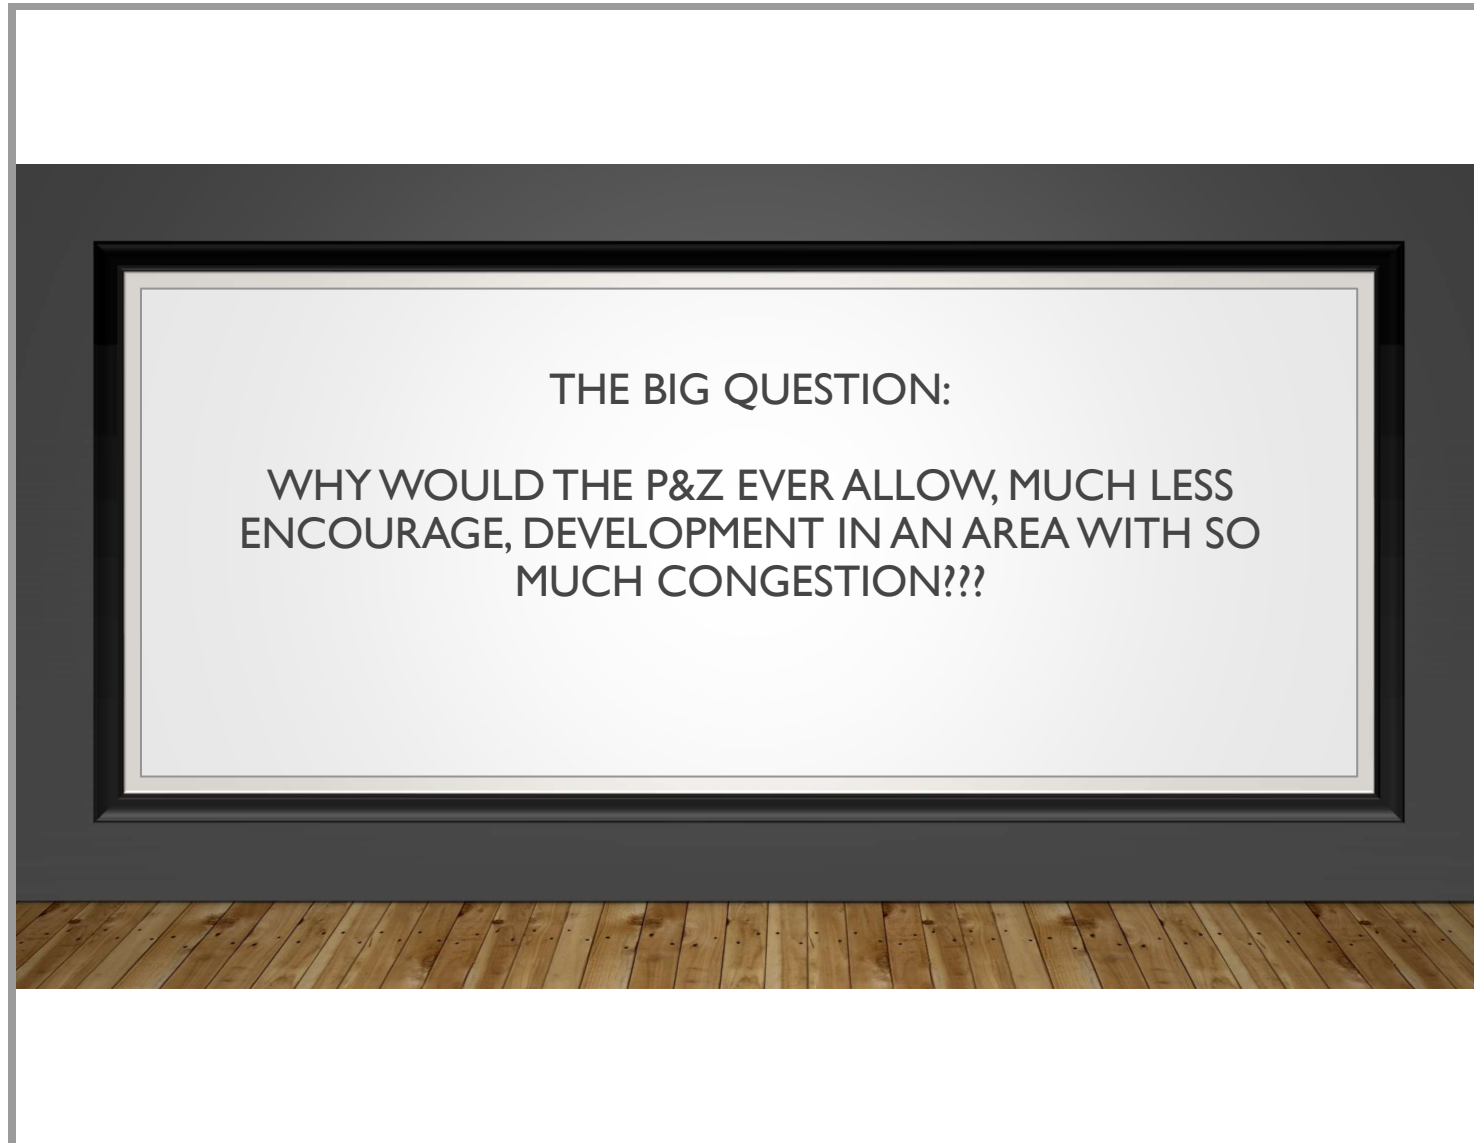 THE BIG QUESTION:
WHY WOULD THE P&Z EVER ALLOW, MUCH LESS
ENCOURAGE, DEVELOPMENT IN AN AREA WITH SO
MUCH CONGESTION???